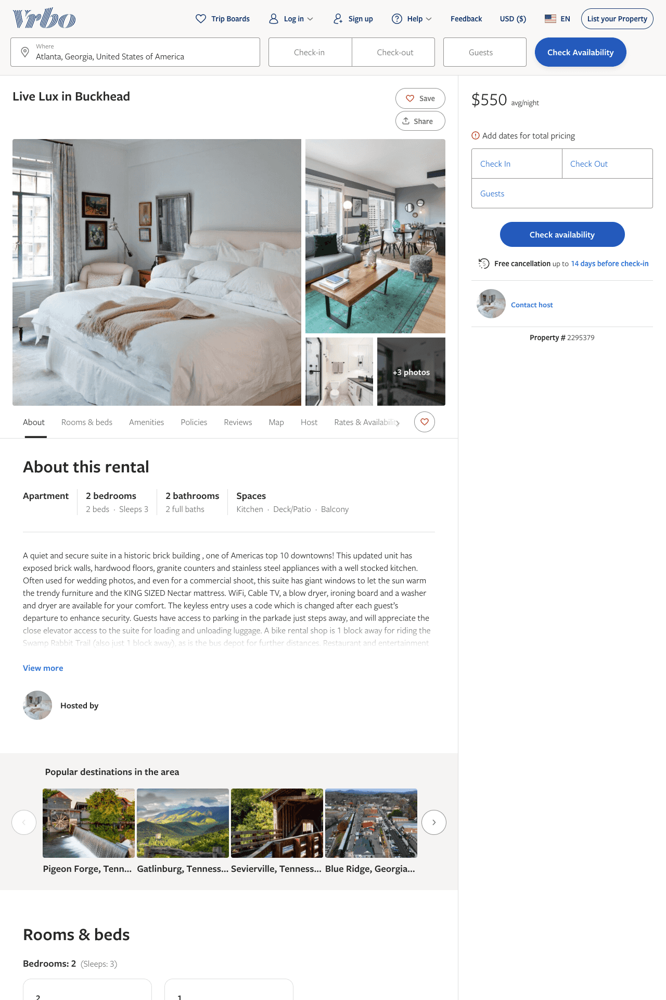 Vrbo
Trip Boards
Log in
Sign up
Help
Feedback
USD ($)
EN
List your Property
Where
Atlanta, Georgia, United States of America
Check-in
Check-out
Guests
Check Availability
Live Lux in Buckhead
Save
Share
+3 photos
$550 avg/night
Add dates for total pricing
Check In
Check Out
Guests
Check availability
Free cancellation up to 14 days before check-in
Contact host
Property # 2295379
About
Rooms & beds
Amenities
Policies
Reviews
Map
Host
Rates & Availabilit
About this rental
Apartment
2 bedrooms
2 beds · Sleeps 3
2 bathrooms
2 full baths
Spaces
Kitchen · Deck/Patio · Balcony
A quiet and secure suite in a historic brick building , one of Americas top 10 downtowns! This updated unit has
exposed brick walls, hardwood floors, granite counters and stainless steel appliances with a well stocked kitchen.
Often used for wedding photos, and even for a commercial shoot, this suite has giant windows to let the sun warm
the trendy furniture and the KING SIZED Nectar mattress. WiFi, Cable TV, a blow dryer, ironing board and a washer
and dryer are available for your comfort. The keyless entry uses a code which is changed after each guest's
departure to enhance security. Guests have access to parking in the parkade just steps away, and will appreciate the
close elevator access to the suite for loading and unloading luggage. A bike rental shop is 1 block away for riding the
Swamp Rabbit Trail (also just 1 block away), as is the bus depot for further distances. Restaurant and entertainment
View more
Hosted by
Popular destinations in the area
Pigeon Forge, Tenn...
Gatlinburg, Tenness...
Sevierville, Tenness...
Blue Ridge, Georgia...
Rooms & beds
Bedrooms: 2 (Sleeps: 3)
2
1